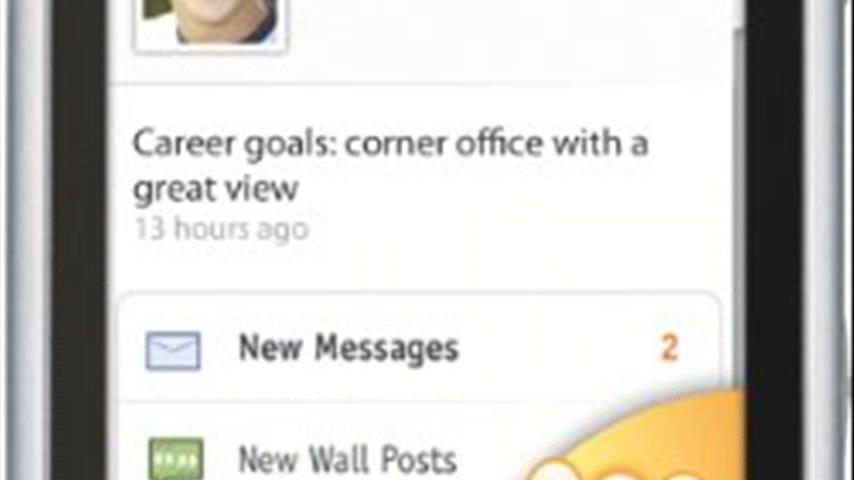 Career goals: corner office with a
great view
13 hours ago
New Messages 2
New Wall Posts